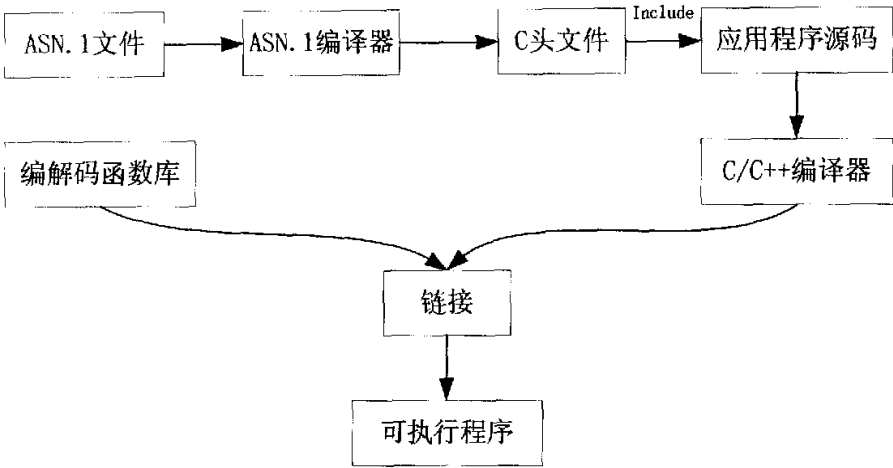 ASN.1文件
ASN.1编译器
C头文件
Include
应用程序源码
编解码函数库
C/C++编译器
链接
可执行程序